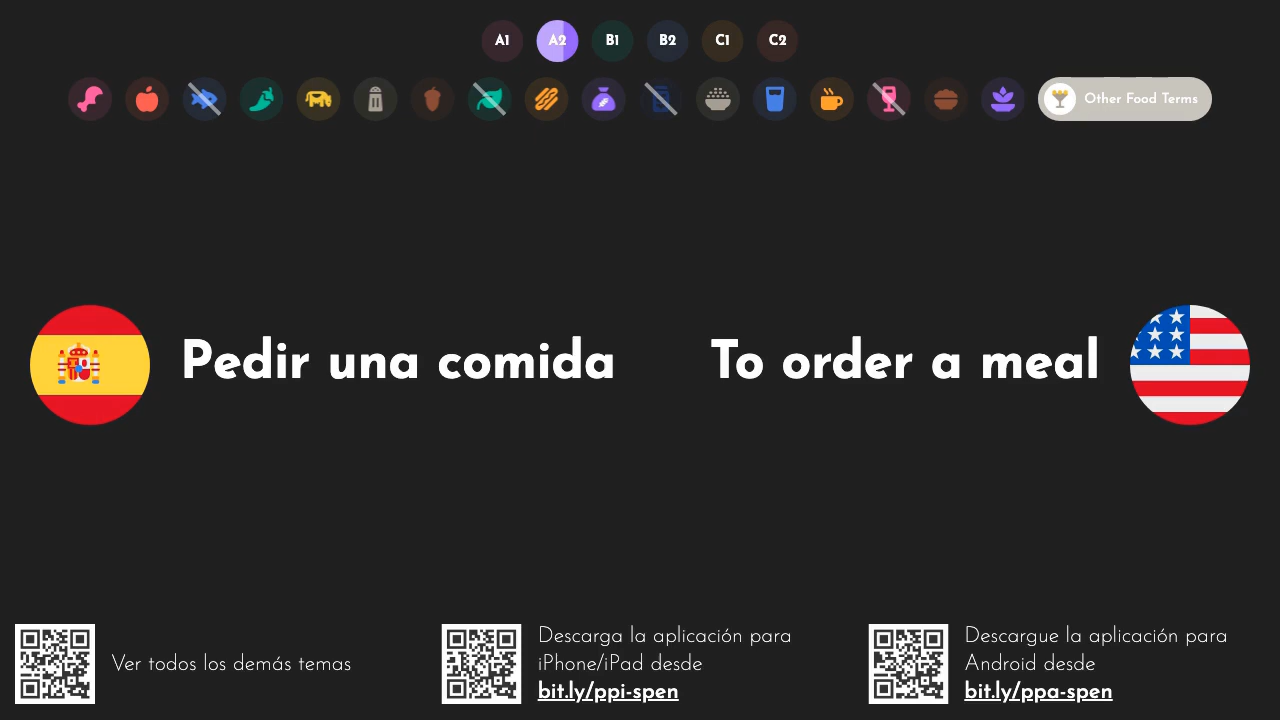 A1 A2 B1 B2 C1 C2
Other Food Terms
Pedir una comida
To order a meal
Ver todos los demás temas
Descarga la aplicación para
iPhone/iPad desde
bit.ly/ppi-spen
Descargue la aplicación para
Android desde
bit.ly/ppa-spen